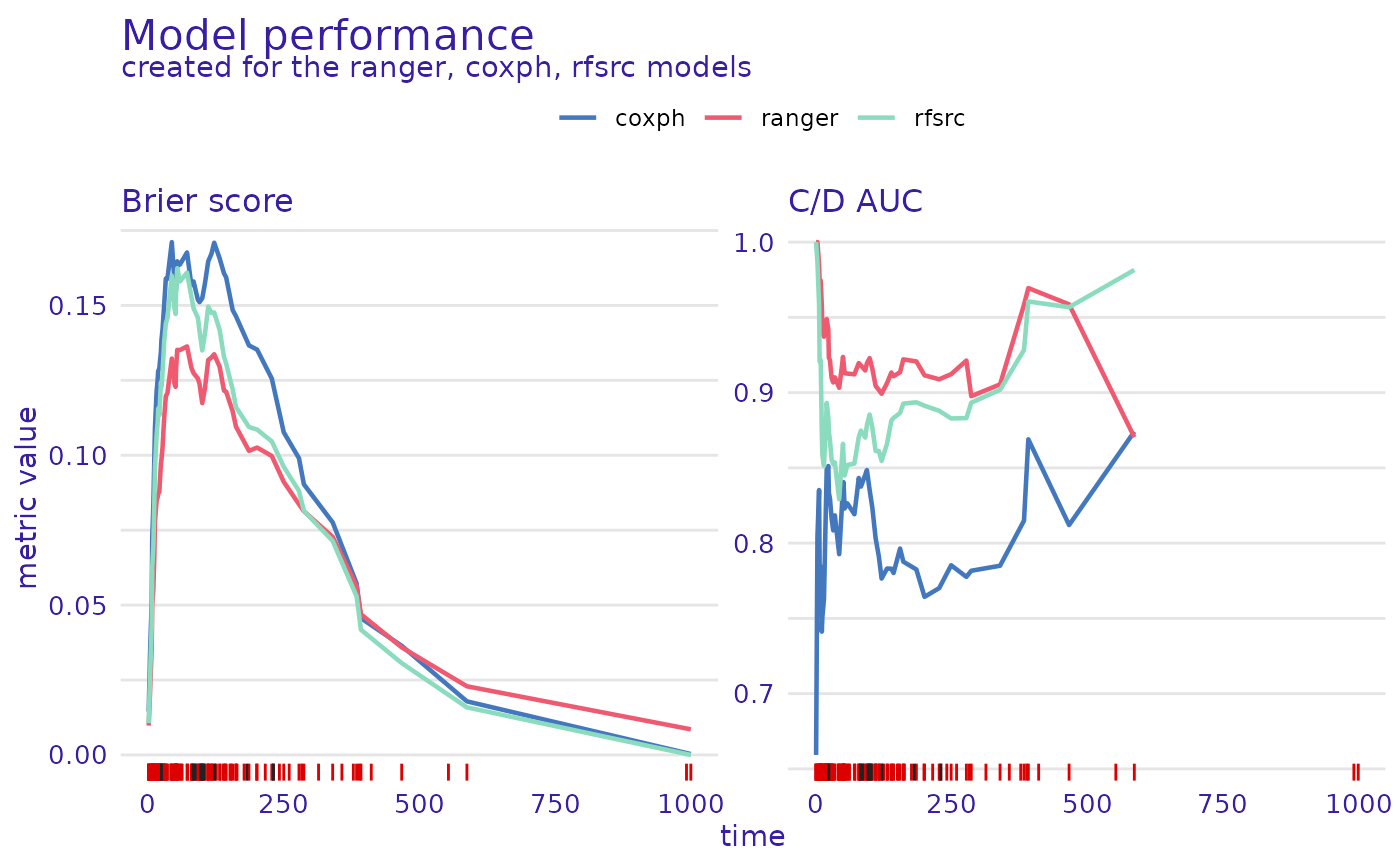 Model performance
created for the ranger, coxph, rfsrc models
coxph ranger rfsrc
Brier score
C/D AUC
metric value
0.15
0.10
0.05
0.00
1.0
0.9
0.8
0.7
0 250 500 750 1000
0 250 500 750 1000
time